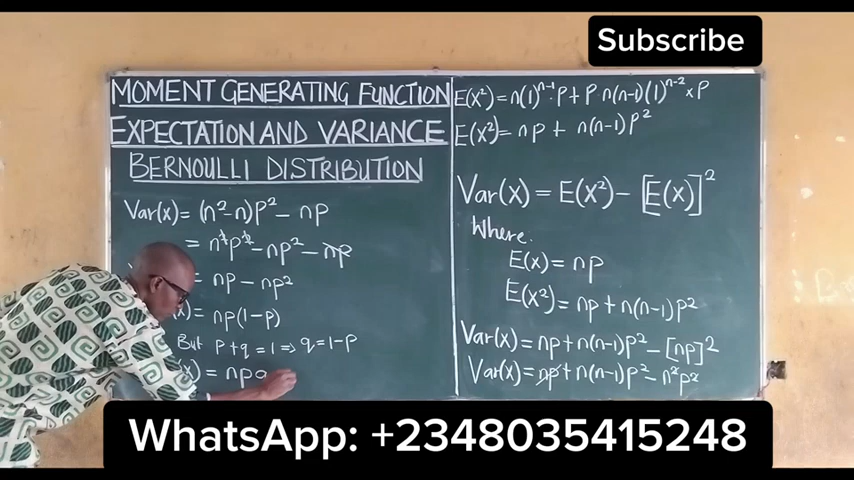 Subscribe
MOMENT GENERATING FUNCTION
EXPECTATION AND VARIANCE
BERNOULLI DISTRIBUTION
Var(x) = (n²-n)p² - np
= n²p² - np² - np
= np - np²
) = np(1-p)
But p+q = 1 ⇒ q = 1-p
(x) = npq
E(x²) = n(1)ⁿ⁻¹·p + p n(n-1)(1)ⁿ⁻² × p
E(x²) = np + n(n-1)p²
Var(x) = E(x²) - [E(x)]²
Where.
E(x) = np
E(x²) = np + n(n-1)p²
Var(x) = np + n(n-1)p² - [np]²
Var(x) = np + n(n-1)p² - n²p²
WhatsApp: +2348035415248